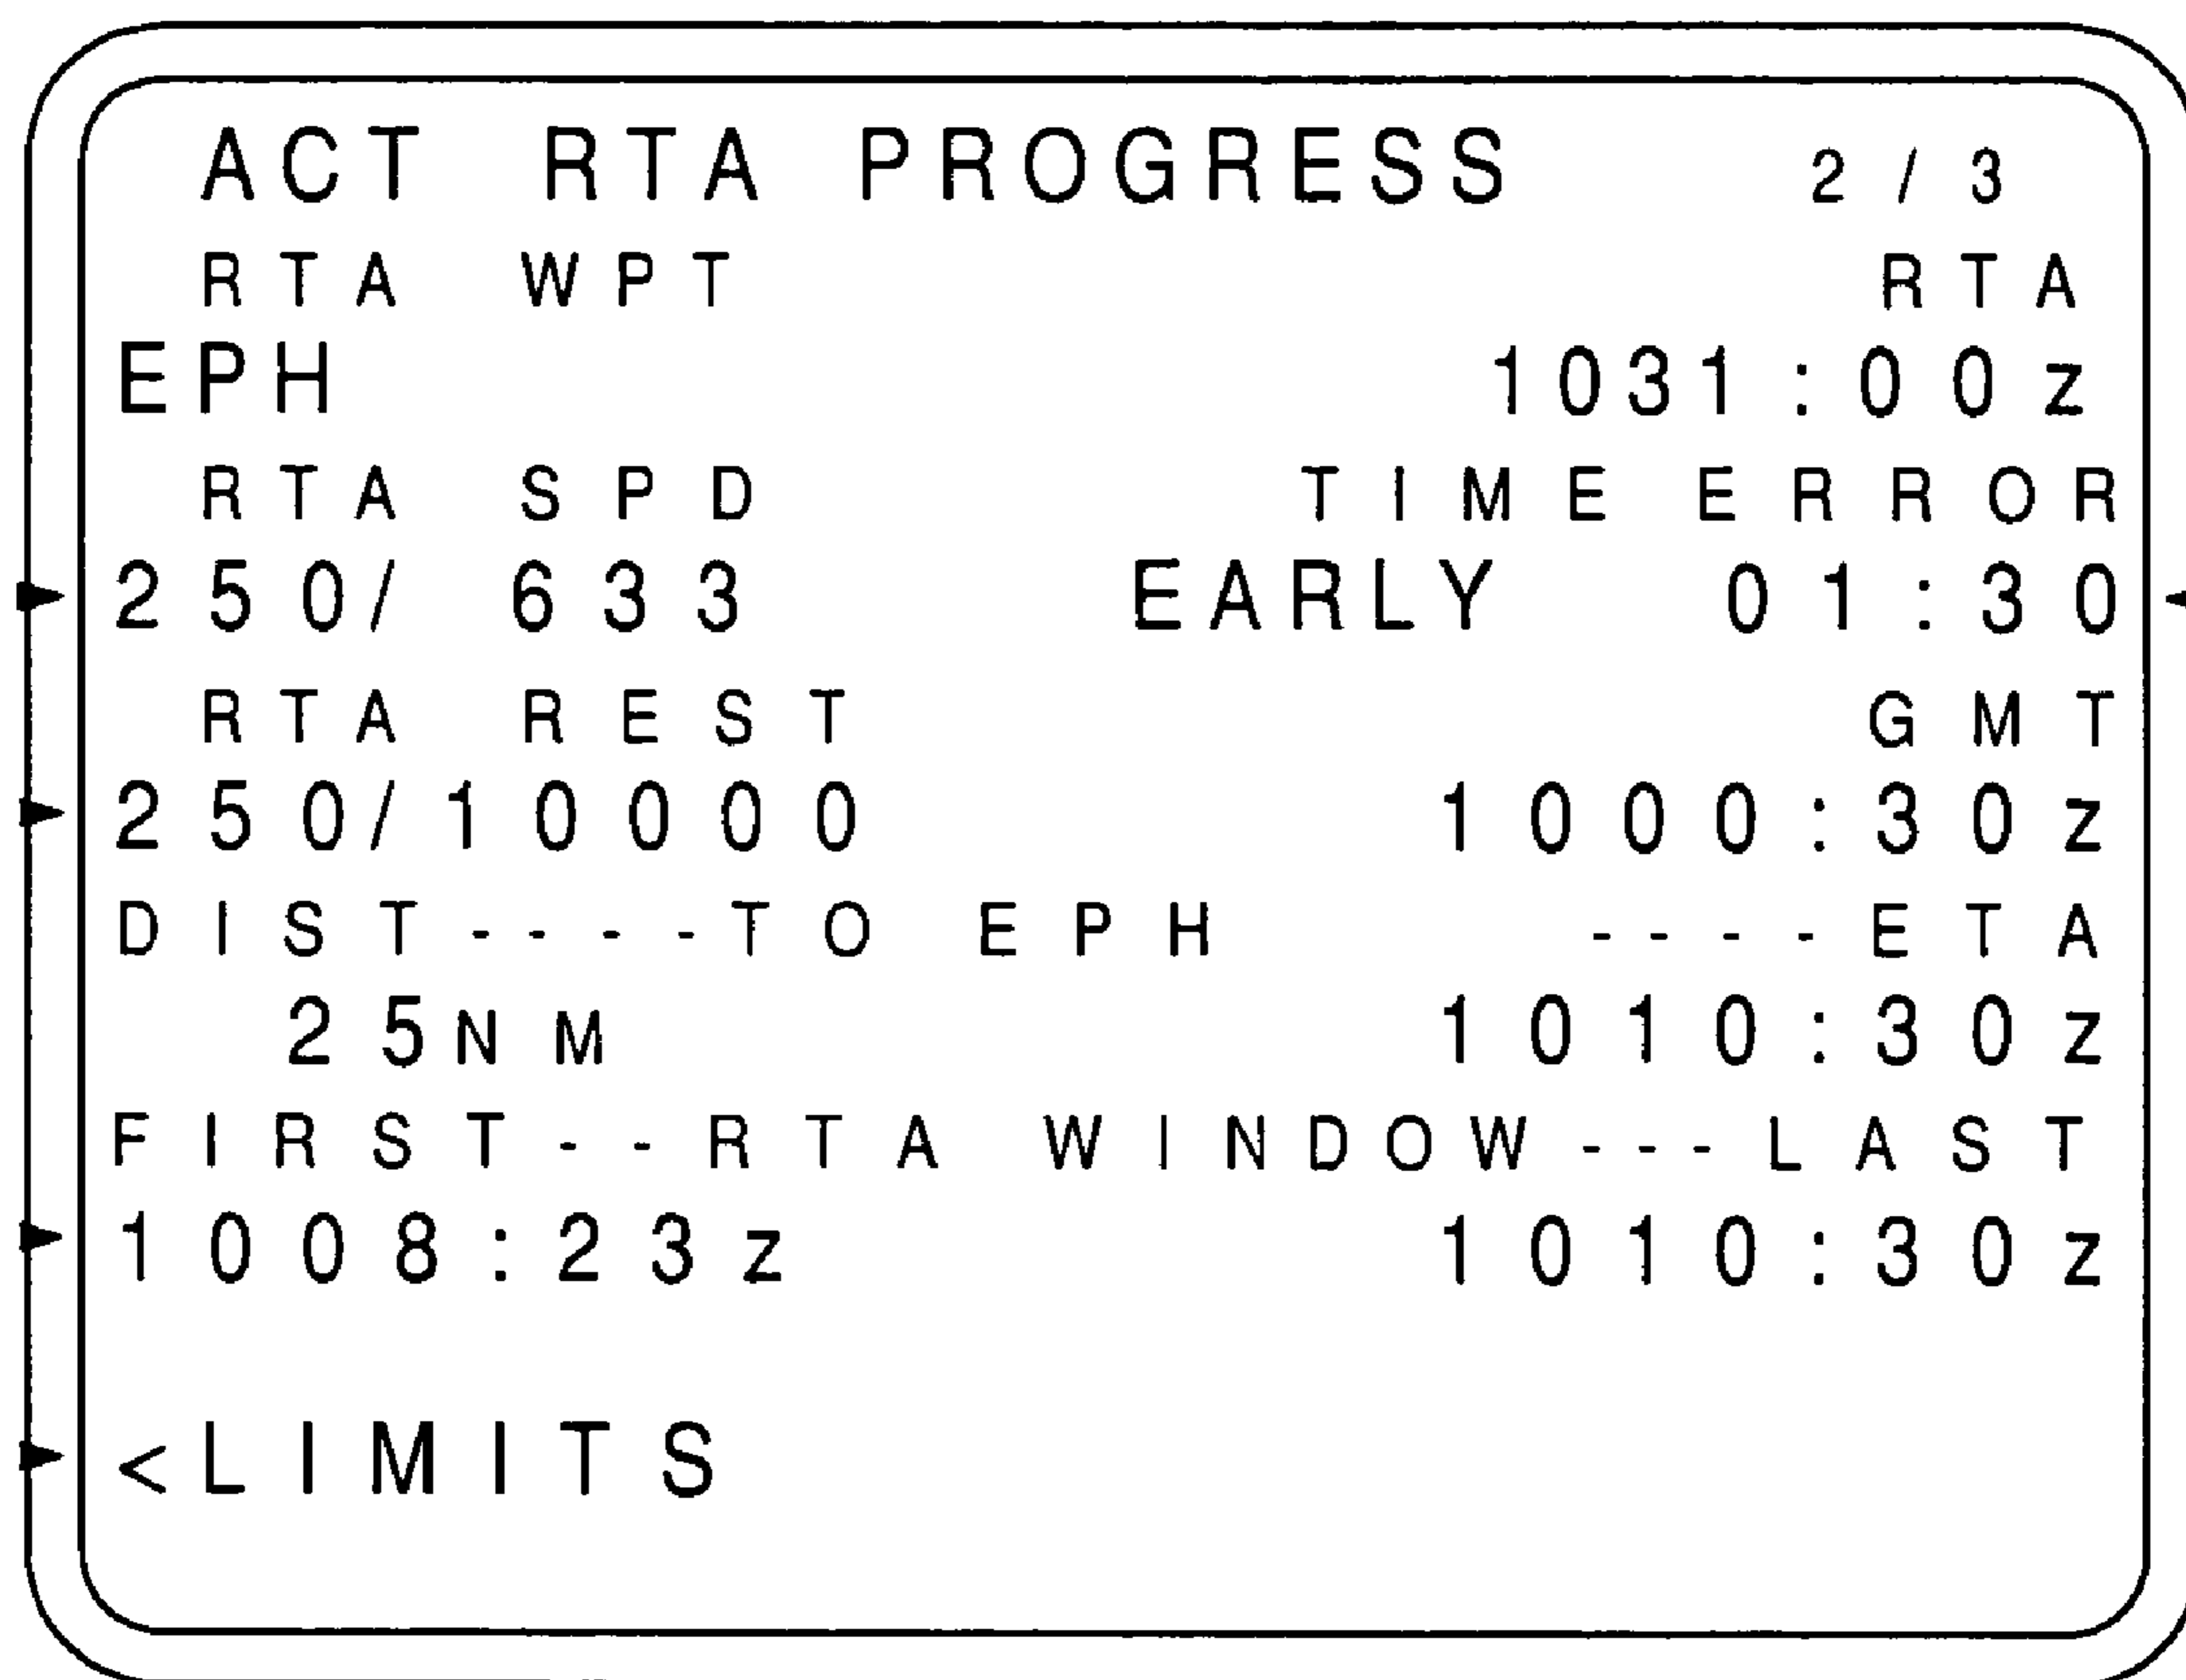 ACT RTA PROGRESS 2/3
RTA WPT RTA
EPH 1031:00z
RTA SPD TIME ERROR
250/ 633 EARLY 01:30
RTA REST GMT
250/10000 1000:30z
DIST----TO EPH ----ETA
25NM 1010:30z
FIRST--RTA WINDOW---LAST
1008:23z 1010:30z
<LIMITS